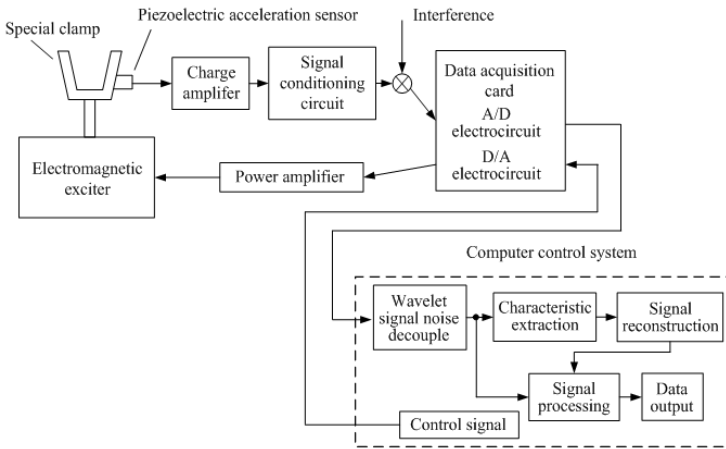 Special clamp
Piezoelectric acceleration sensor
Interference
Charge
amplifer
Signal
conditioning
circuit
Data acquisition
card
A/D
electrocircuit
D/A
electrocircuit
Electromagnetic
exciter
Power amplifier
Computer control system
Wavelet
signal noise
decouple
Characteristic
extraction
Signal
reconstruction
Signal
processing
Data
output
Control signal